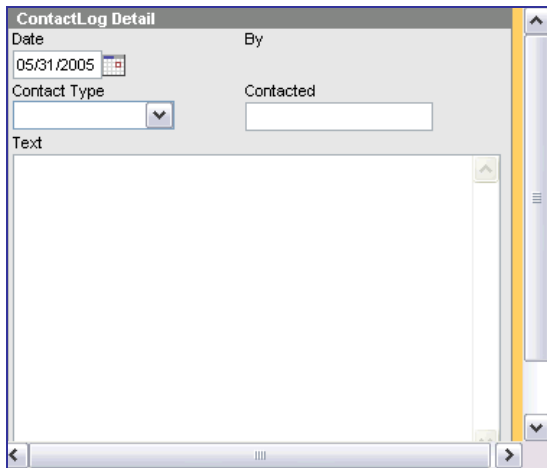 ContactLog Detail
Date By
05/31/2005
Contact Type Contacted
Text